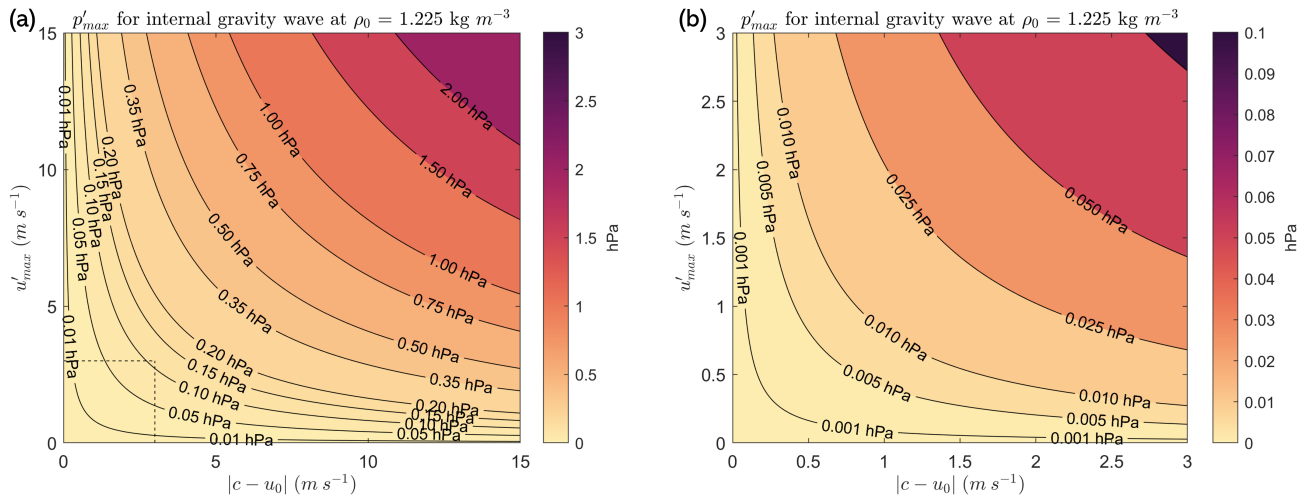 (a)
p′max for internal gravity wave at ρ0 = 1.225 kg m−3
15
10
5
0
u′max (m s−1)
0.01 hPa
0.05 hPa
0.10 hPa
0.15 hPa
0.20 hPa
0.35 hPa
0.50 hPa
0.75 hPa
1.00 hPa
1.50 hPa
2.00 hPa
0.01 hPa
1.00 hPa
0.75 hPa
0.50 hPa
0.35 hPa
0.35 hPa
0.20 hPa
0.15 hPa
0.10 hPa
0.05 hPa
0.01 hPa
0.20 hPa
0.15 hPa
0.10 hPa
0.05 hPa
0 5 10 15
|c − u0| (m s−1)
3
2.5
2
1.5
1
0.5
0
hPa
(b)
p′max for internal gravity wave at ρ0 = 1.225 kg m−3
3
2.5
2
1.5
1
0.5
0
u′max (m s−1)
0.010 hPa
0.005 hPa
0.025 hPa
0.050 hPa
0.001 hPa
0.025 hPa
0.010 hPa
0.005 hPa
0.010 hPa
0.005 hPa
0.001 hPa
0.001 hPa
0 0.5 1 1.5 2 2.5 3
|c − u0| (m s−1)
0.1
0.09
0.08
0.07
0.06
0.05
0.04
0.03
0.02
0.01
0
hPa